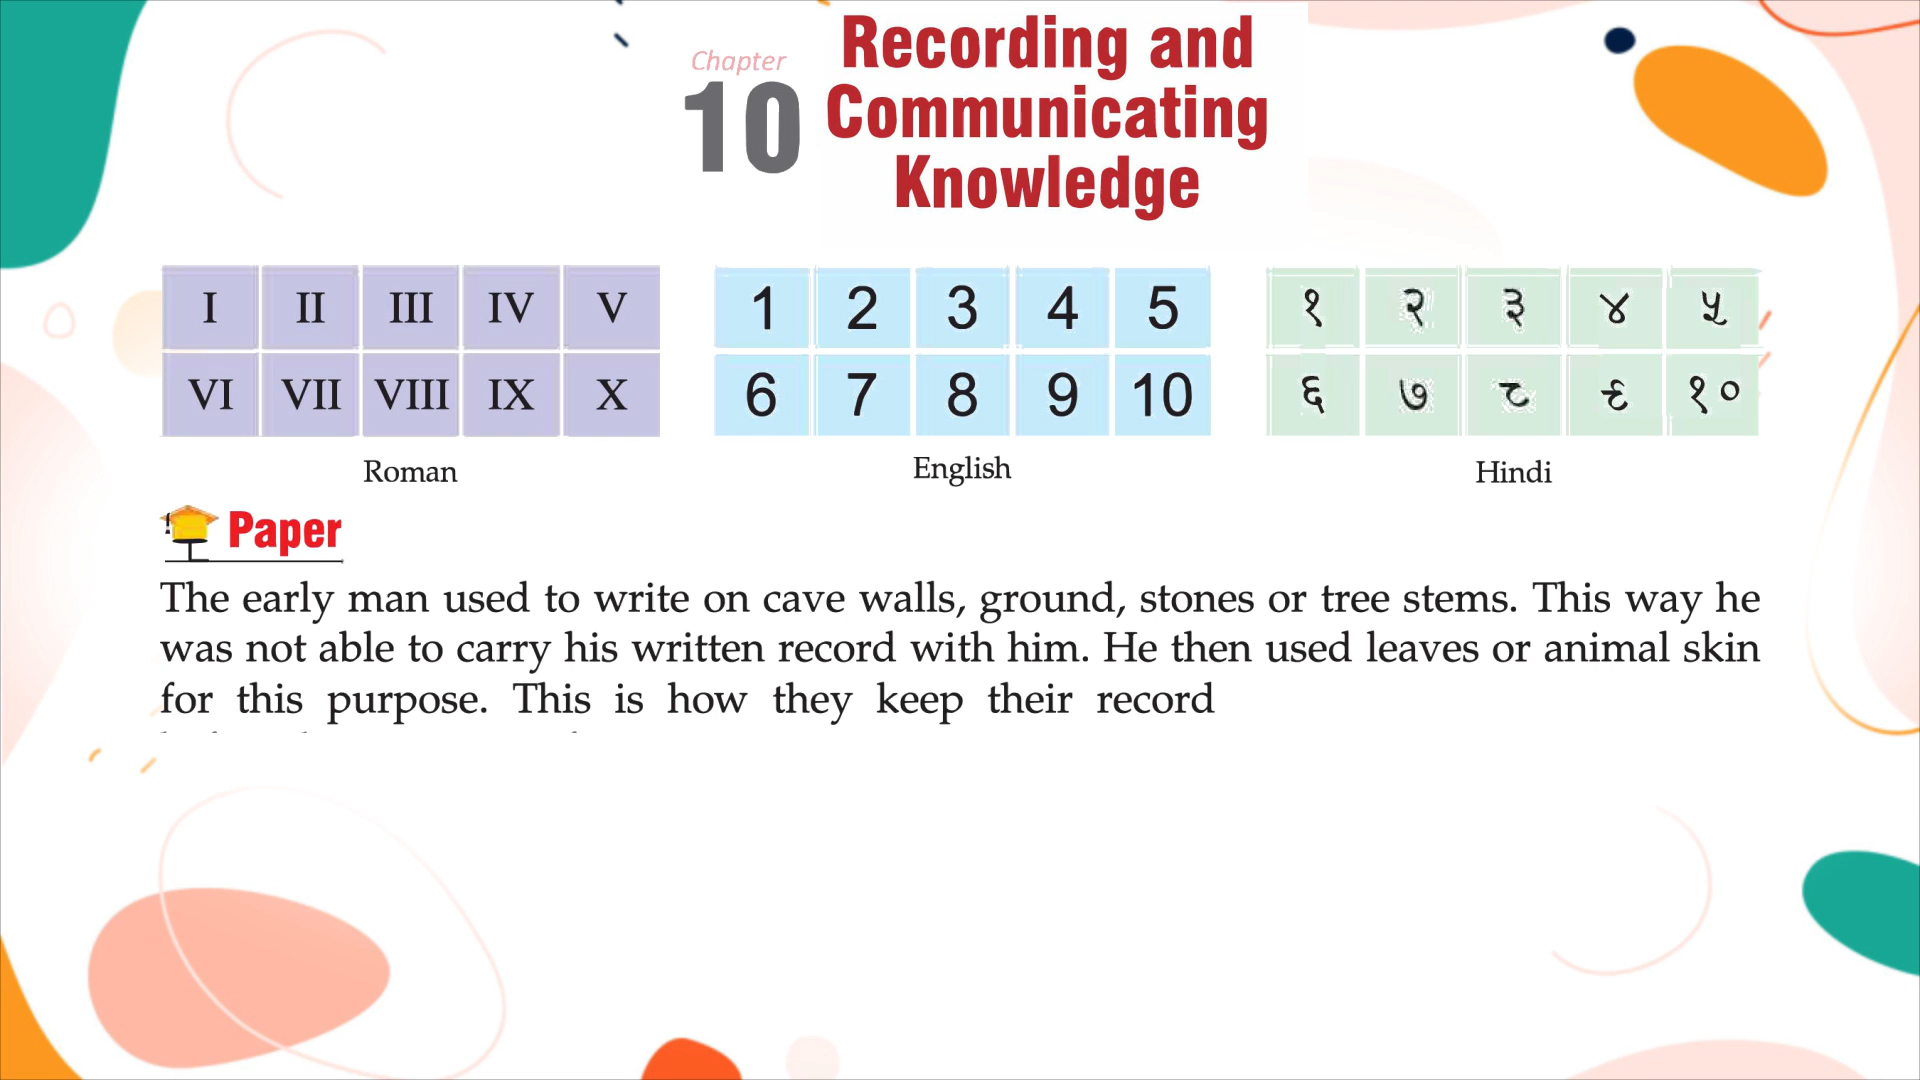 Chapter
10
Recording and
Communicating
Knowledge
I II III IV V
VI VII VIII IX X
Roman
1 2 3 4 5
6 7 8 9 10
English
१ २ ३ ४ ५
६ ७ ८ ९ १०
Hindi
Paper
The early man used to write on cave walls, ground, stones or tree stems. This way he
was not able to carry his written record with him. He then used leaves or animal skin
for this purpose. This is how they keep their record